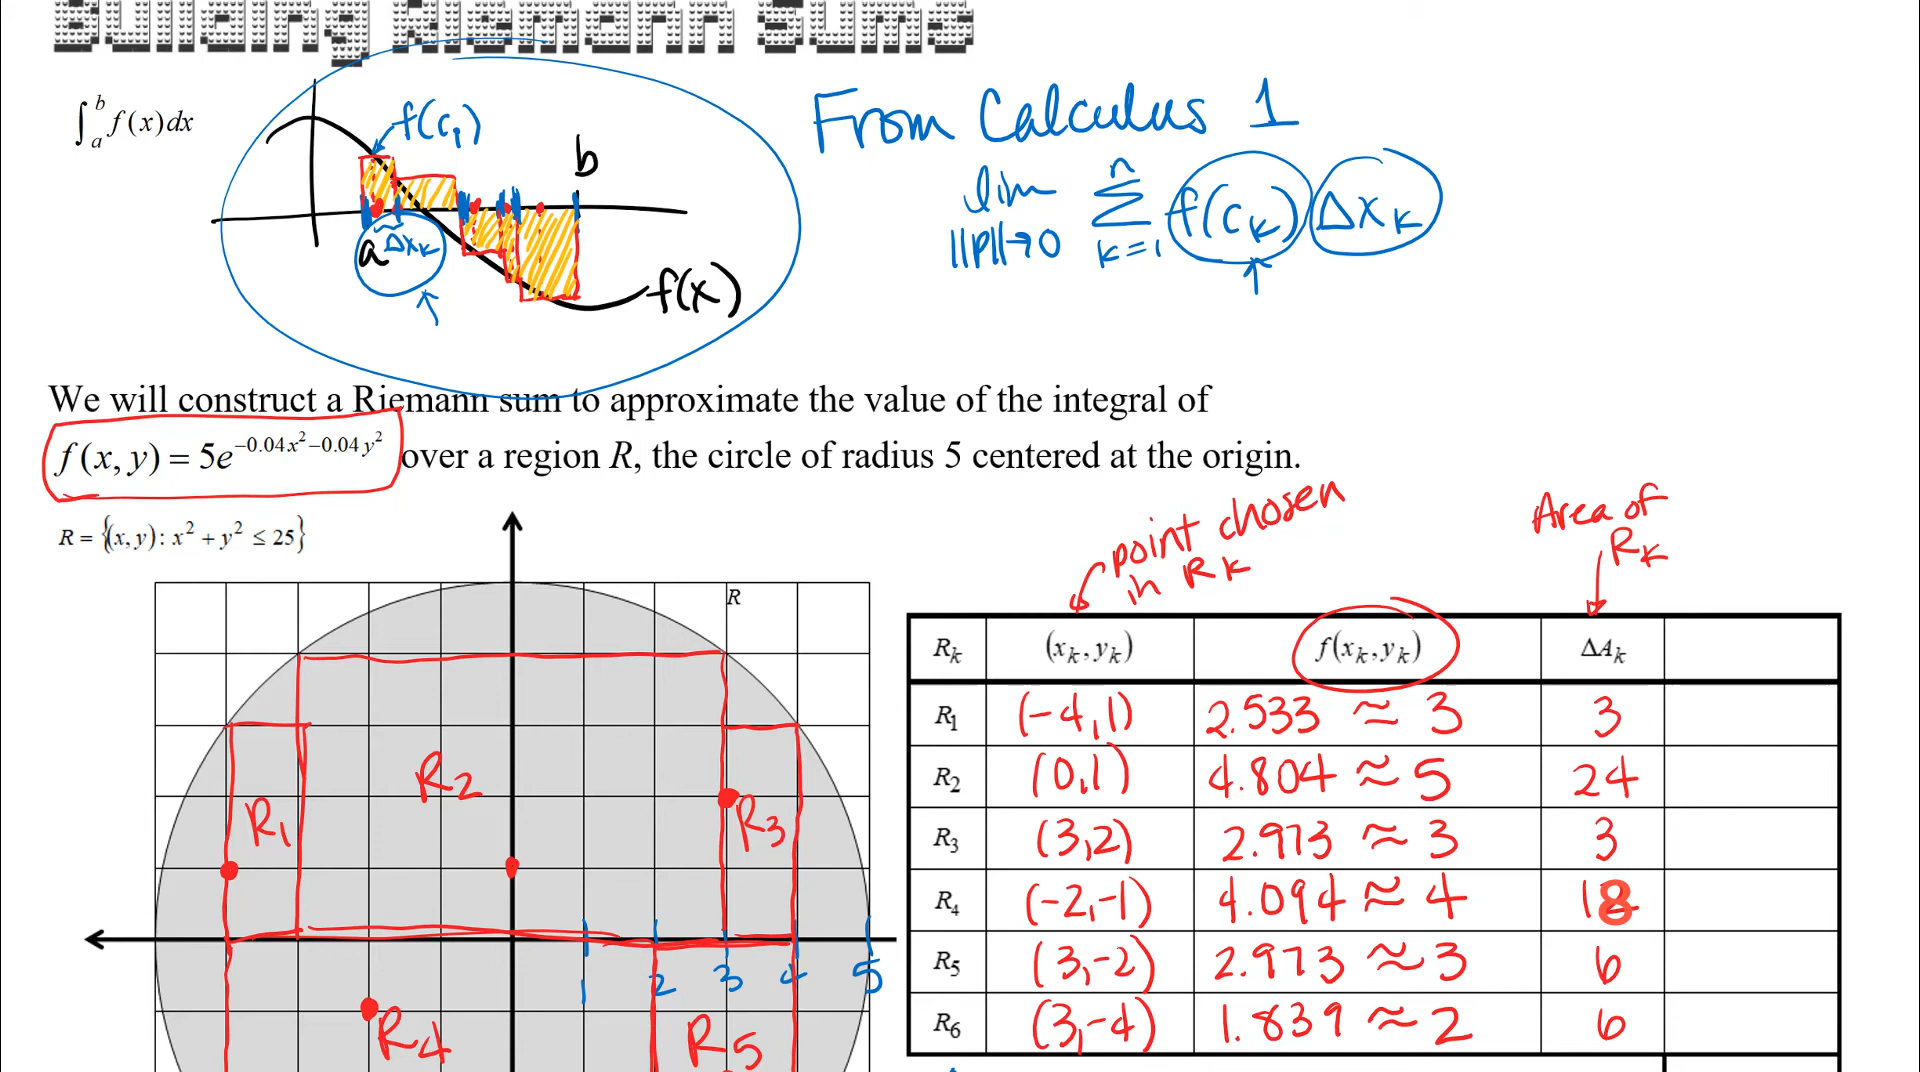 Building Riemann Sums
∫_a^b f(x)dx
f(c₁)
b
a Δxₖ
f(x)
From Calculus 1
lim ||P||→0 Σ_{k=1}^{n} f(cₖ) Δxₖ
We will construct a Riemann sum to approximate the value of the integral of
f(x, y) = 5e^{−0.04x²−0.04y²} over a region R, the circle of radius 5 centered at the origin.
R = {(x, y) : x² + y² ≤ 25}
R
R1
R2
R3
R4
R5
1 2 3 4 5
point chosen
in Rk
Area of
Rk
Rₖ (xₖ, yₖ) f(xₖ, yₖ) ΔAₖ
R₁ (-4,1) 2.533 ≈ 3 3
R₂ (0,1) 4.804 ≈ 5 24
R₃ (3,2) 2.973 ≈ 3 3
R₄ (-2,-1) 4.094 ≈ 4 18
R₅ (3,-2) 2.973 ≈ 3 6
R₆ (3,-4) 1.839 ≈ 2 6